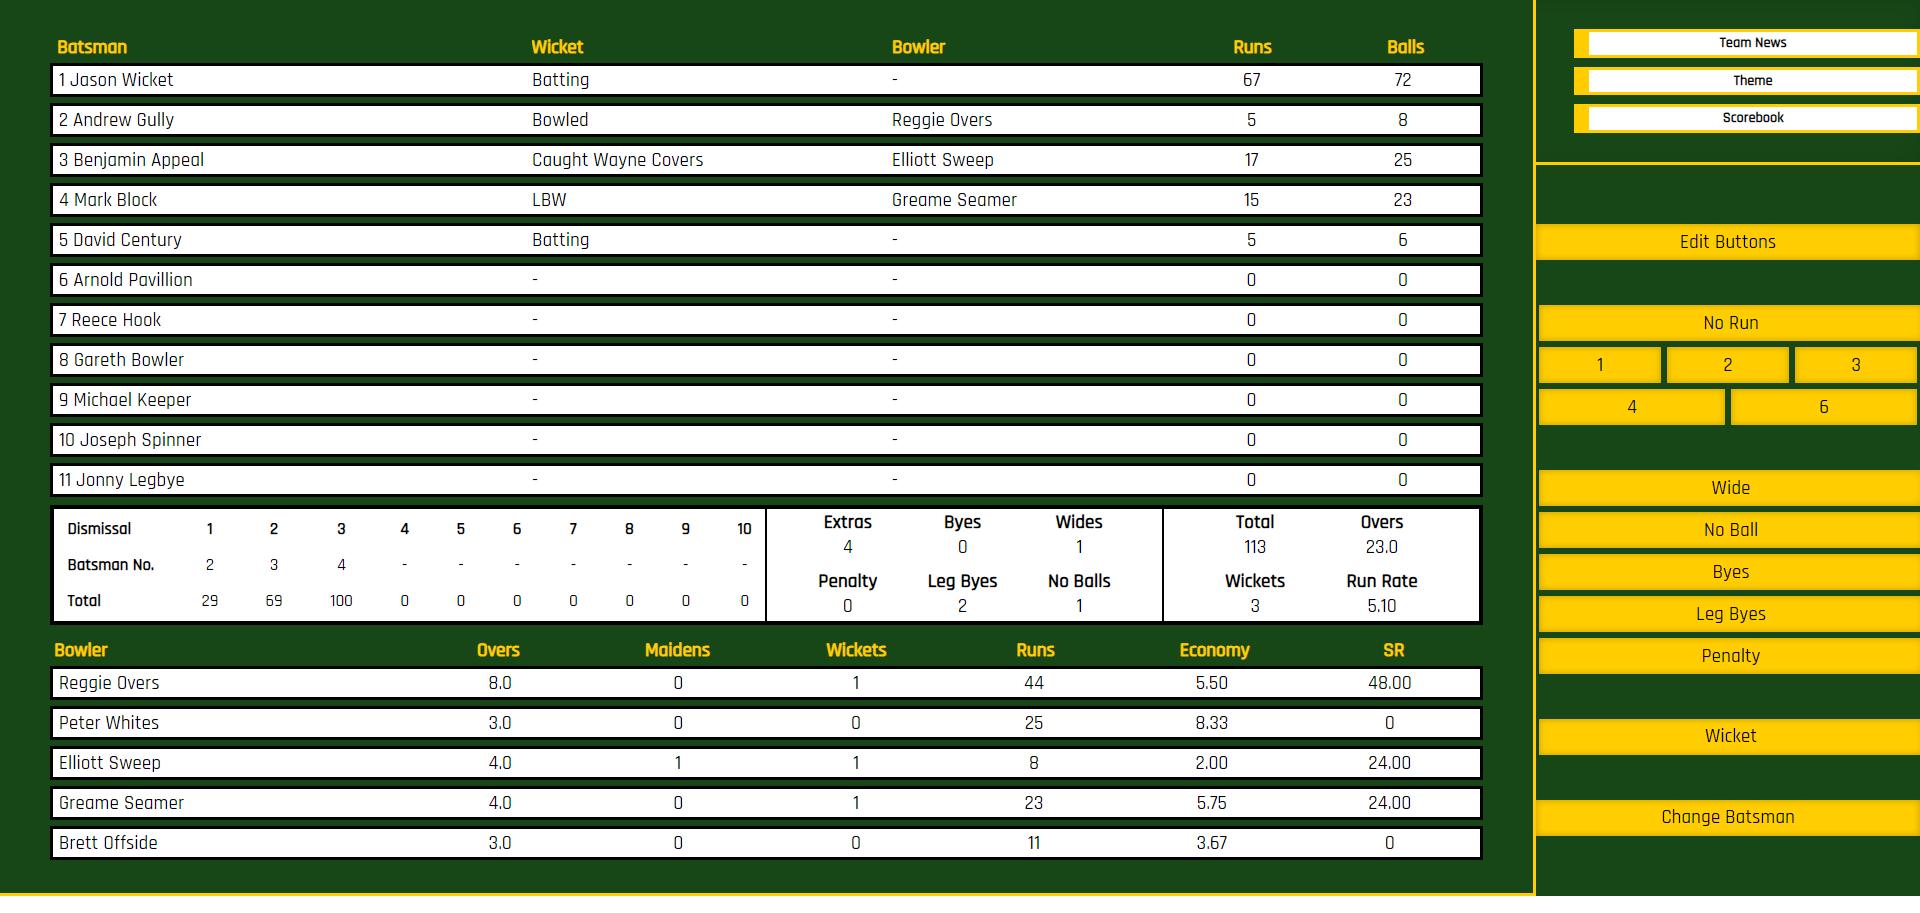 Batsman Wicket Bowler Runs Balls
1 Jason Wicket Batting - 67 72
2 Andrew Gully Bowled Reggie Overs 5 8
3 Benjamin Appeal Caught Wayne Covers Elliott Sweep 17 25
4 Mark Block LBW Greame Seamer 15 23
5 David Century Batting - 5 6
6 Arnold Pavillion - - 0 0
7 Reece Hook - - 0 0
8 Gareth Bowler - - 0 0
9 Michael Keeper - - 0 0
10 Joseph Spinner - - 0 0
11 Jonny Legbye - - 0 0
Dismissal 1 2 3 4 5 6 7 8 9 10
Batsman No. 2 3 4 - - - - - - -
Total 29 69 100 0 0 0 0 0 0 0
Extras Byes Wides
4 0 1
Penalty Leg Byes No Balls
0 2 1
Total Overs
113 23.0
Wickets Run Rate
3 5.10
Bowler Overs Maidens Wickets Runs Economy SR
Reggie Overs 8.0 0 1 44 5.50 48.00
Peter Whites 3.0 0 0 25 8.33 0
Elliott Sweep 4.0 1 1 8 2.00 24.00
Greame Seamer 4.0 0 1 23 5.75 24.00
Brett Offside 3.0 0 0 11 3.67 0
Team News
Theme
Scorebook
Edit Buttons
No Run
1 2 3
4 6
Wide
No Ball
Byes
Leg Byes
Penalty
Wicket
Change Batsman